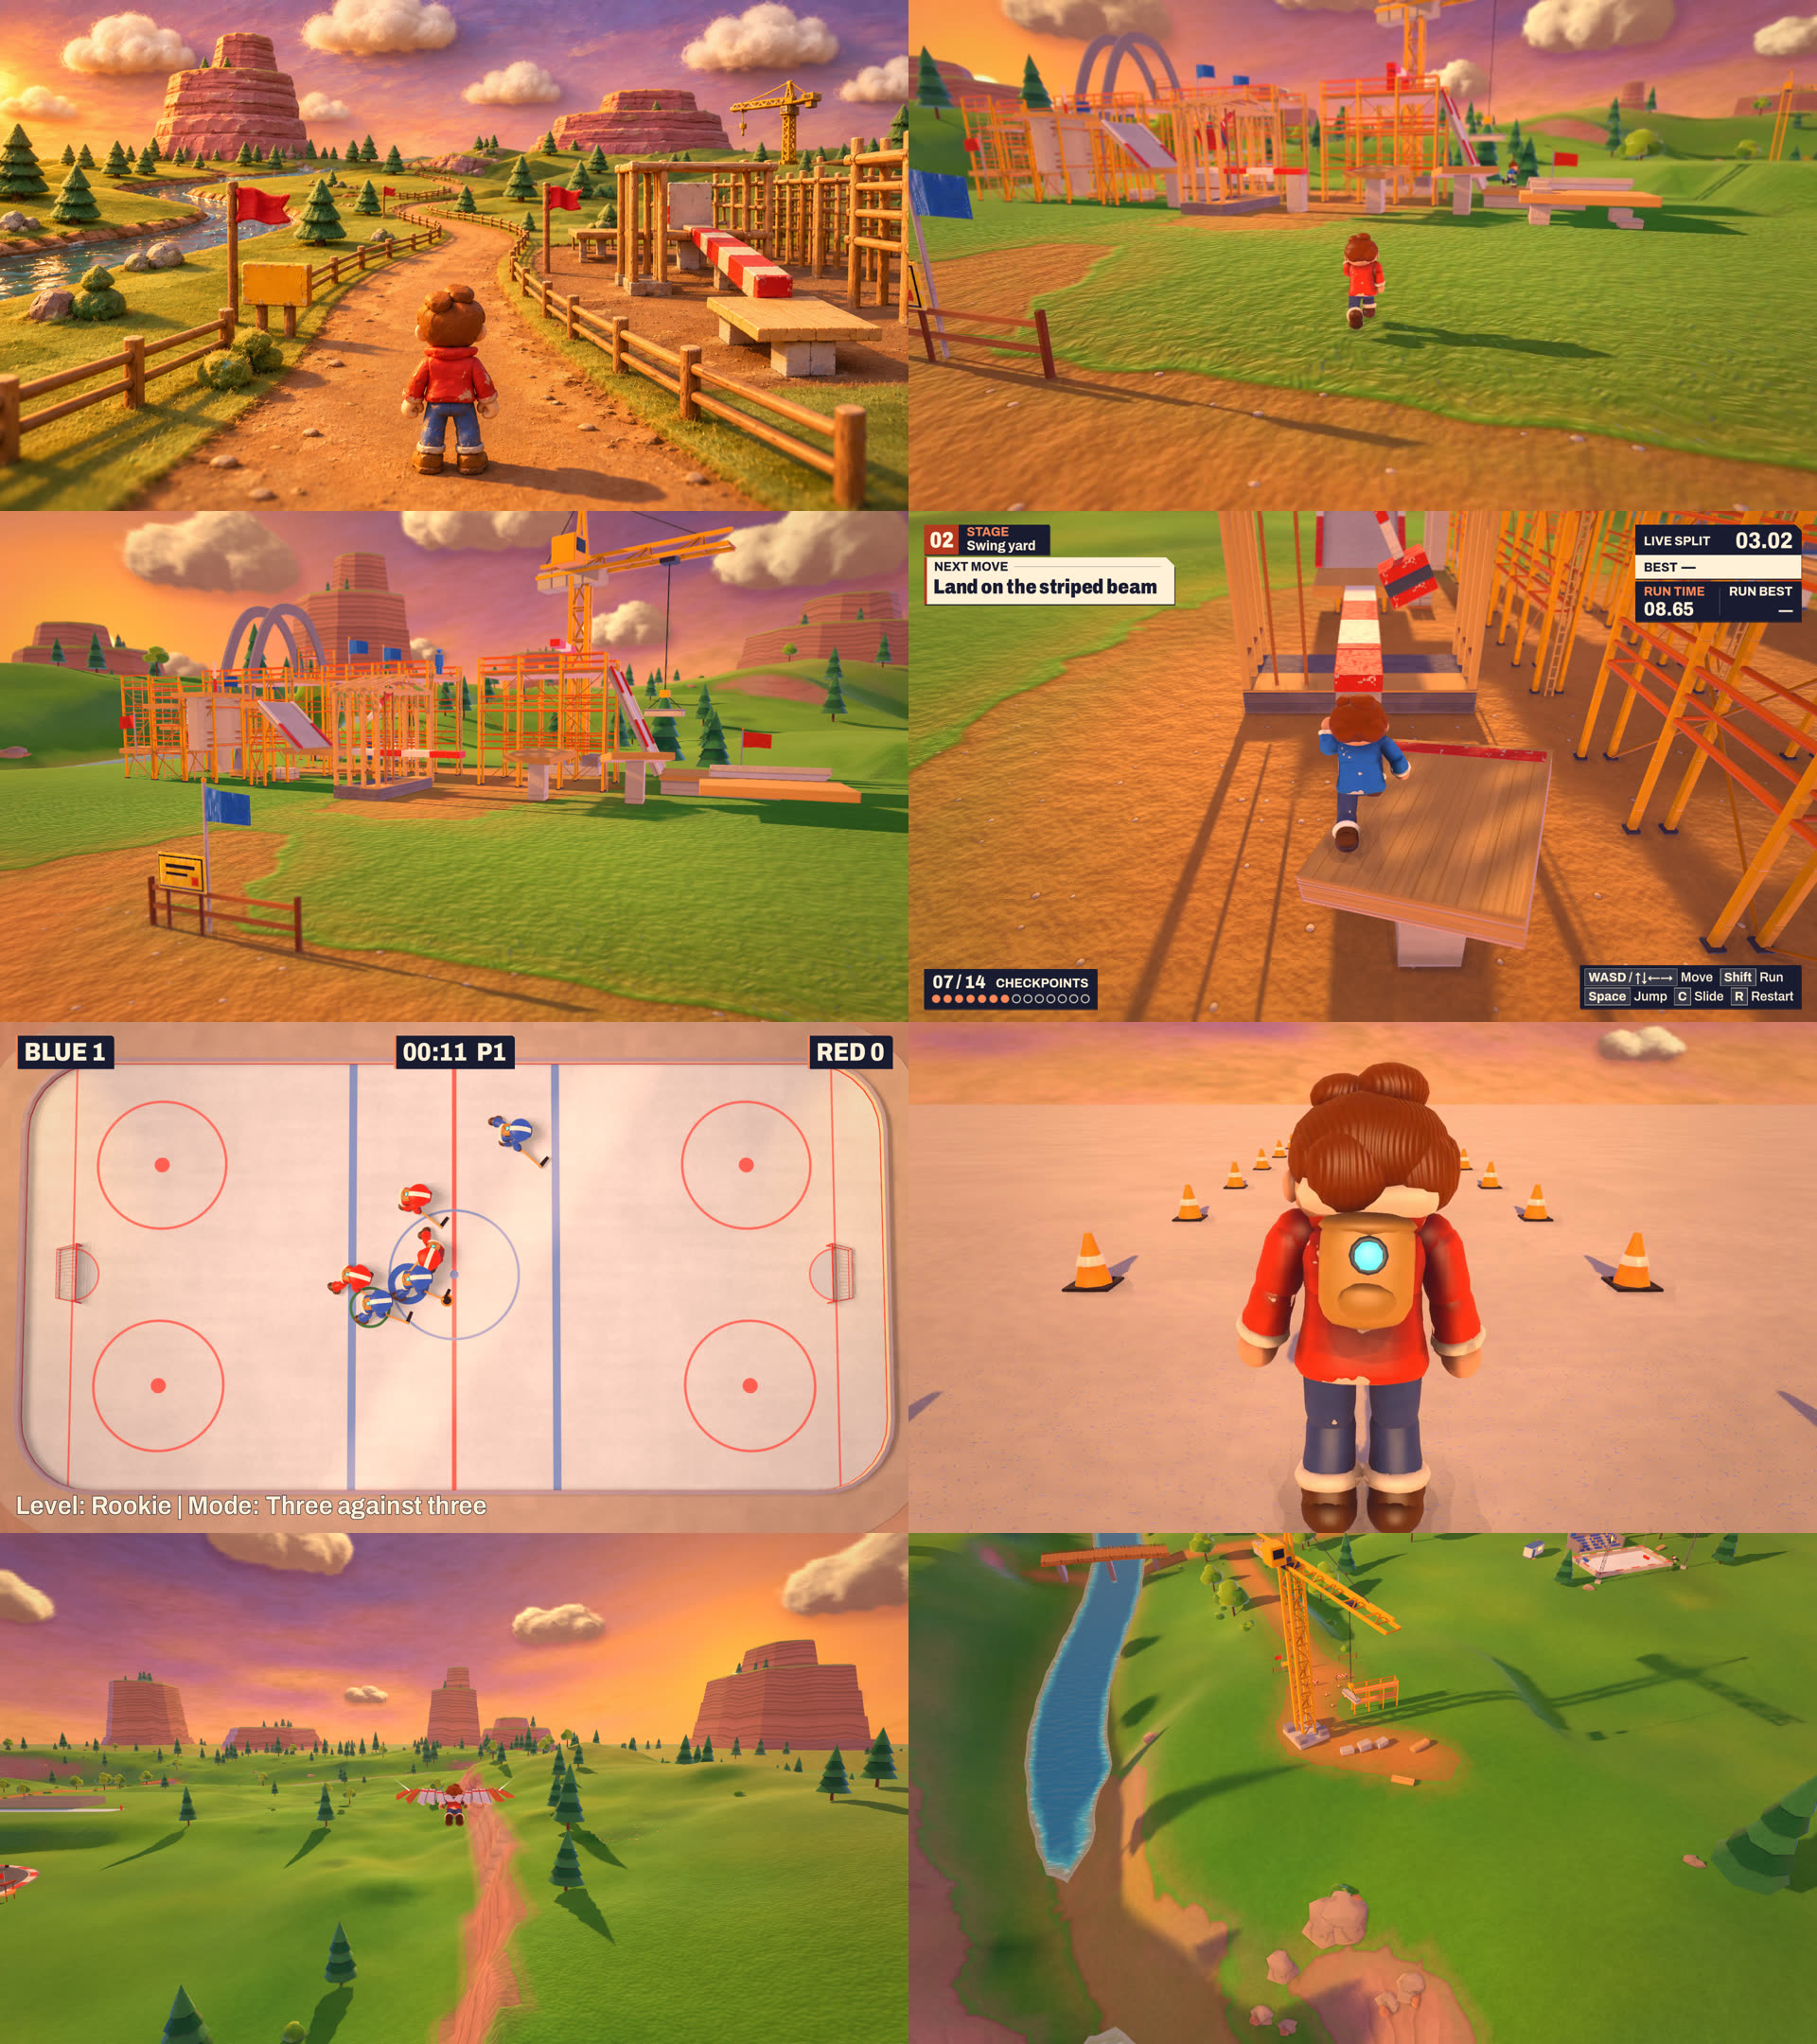 02 STAGE
Swing yard
NEXT MOVE
Land on the striped beam
LIVE SPLIT 03.02
BEST —
RUN TIME RUN BEST
08.65 —
07/14 CHECKPOINTS
WASD/↑↓←→ Move Shift Run
Space Jump C Slide R Restart
BLUE 1
00:11 P1
RED 0
Level: Rookie | Mode: Three against three